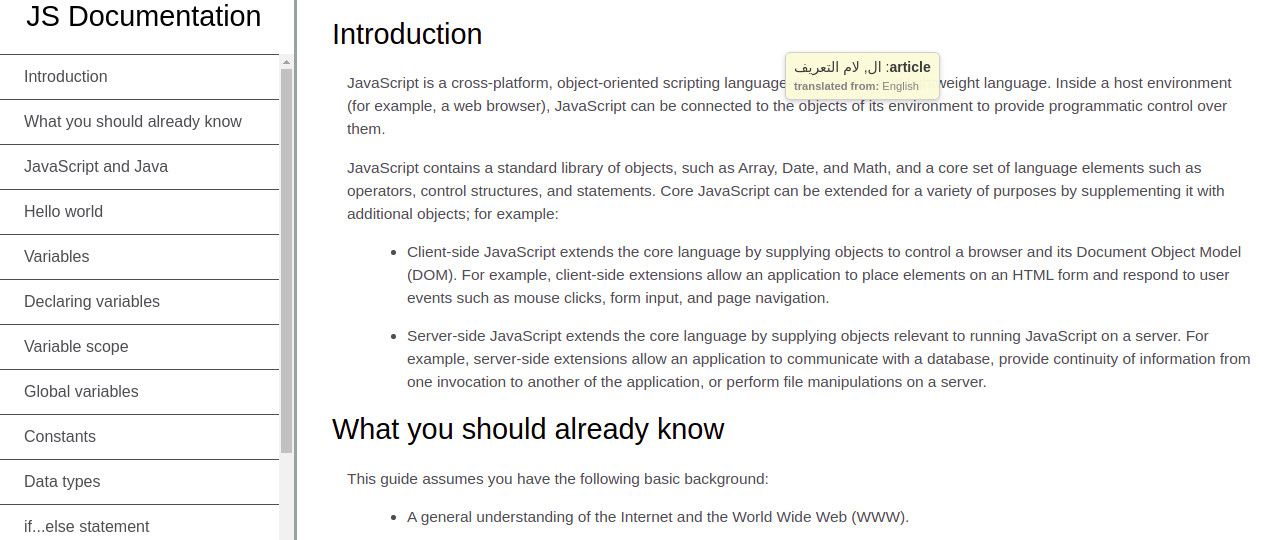 JS Documentation
Introduction
What you should already know
JavaScript and Java
Hello world
Variables
Declaring variables
Variable scope
Global variables
Constants
Data types
if...else statement
Introduction
article: ال, لام التعريف
translated from: English
JavaScript is a cross-platform, object-oriented scripting language weight language. Inside a host environment
(for example, a web browser), JavaScript can be connected to the objects of its environment to provide programmatic control over
them.
JavaScript contains a standard library of objects, such as Array, Date, and Math, and a core set of language elements such as
operators, control structures, and statements. Core JavaScript can be extended for a variety of purposes by supplementing it with
additional objects; for example:
• Client-side JavaScript extends the core language by supplying objects to control a browser and its Document Object Model
(DOM). For example, client-side extensions allow an application to place elements on an HTML form and respond to user
events such as mouse clicks, form input, and page navigation.
• Server-side JavaScript extends the core language by supplying objects relevant to running JavaScript on a server. For
example, server-side extensions allow an application to communicate with a database, provide continuity of information from
one invocation to another of the application, or perform file manipulations on a server.
What you should already know
This guide assumes you have the following basic background:
• A general understanding of the Internet and the World Wide Web (WWW).